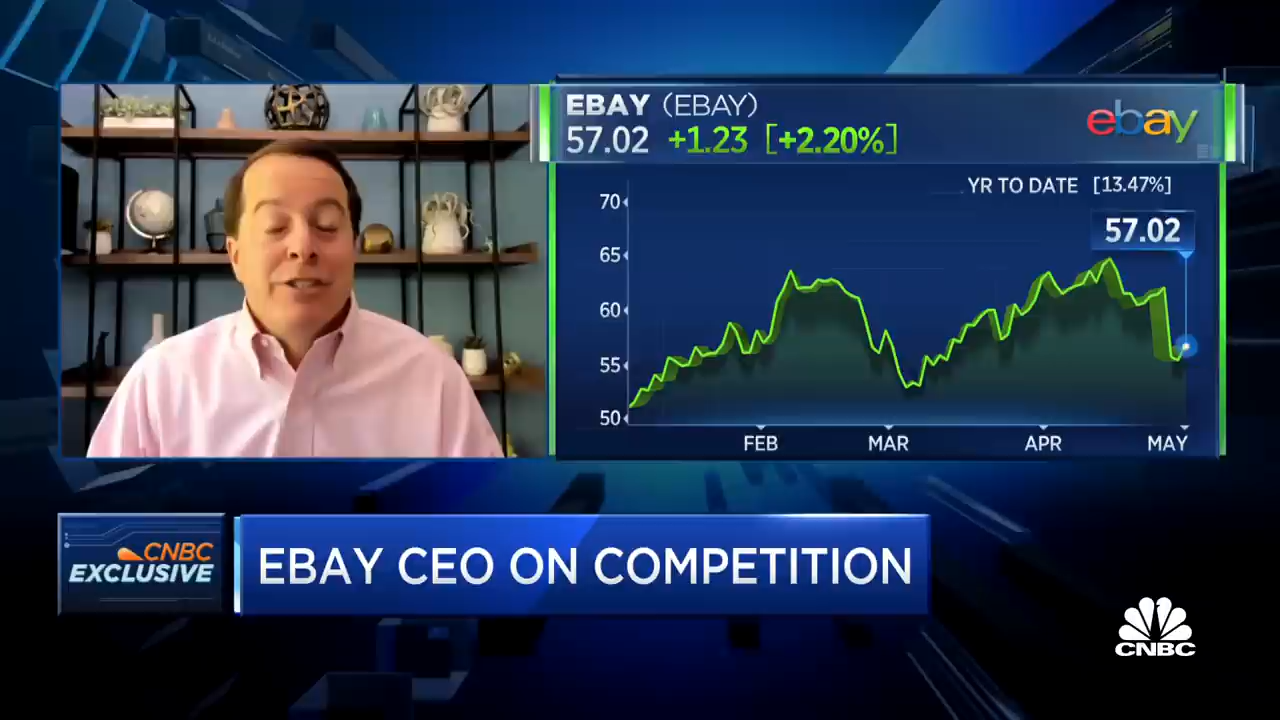 EBAY (EBAY)
ebay
57.02 +1.23 [+2.20%]
YR TO DATE [13.47%]
57.02
70
65
60
55
50
FEB MAR APR MAY
CNBC
EXCLUSIVE
EBAY CEO ON COMPETITION
CNBC